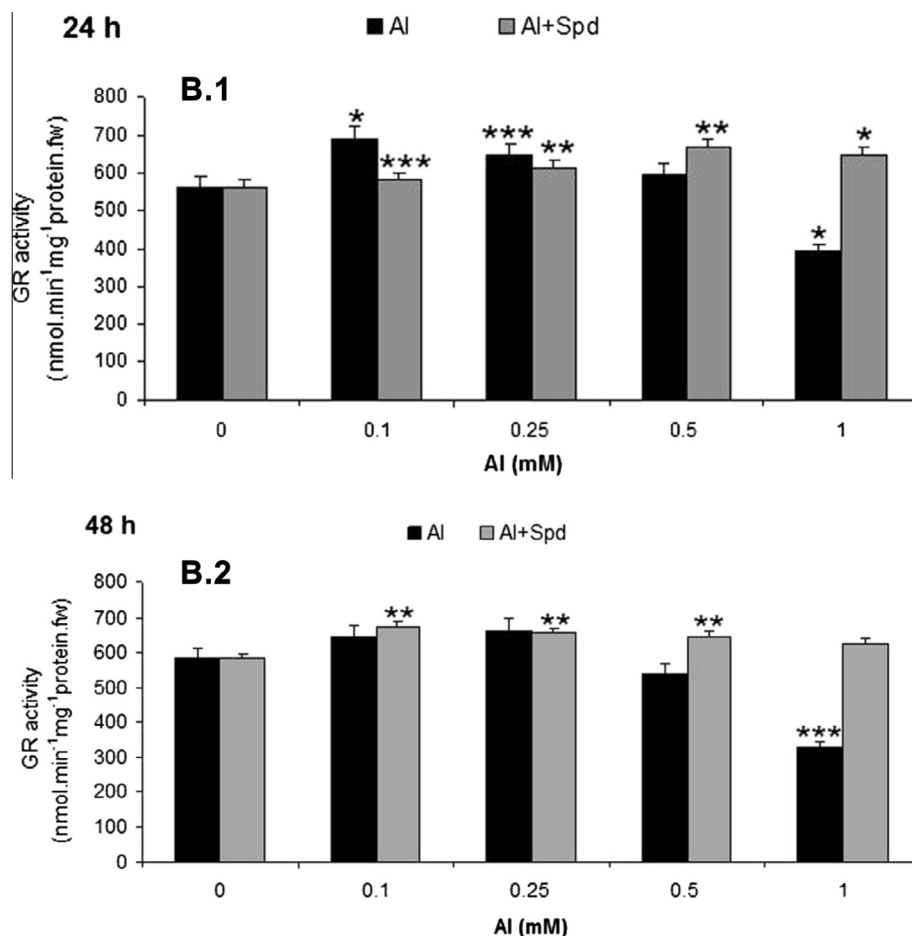 24 h
Al Al+Spd
B.1
GR activity
(nmol.min⁻¹mg⁻¹protein.fw)
800
700
600
500
400
300
200
100
0
* *** *** ** ** * *
0 0.1 0.25 0.5 1
Al (mM)
48 h
Al Al+Spd
B.2
GR activity
(nmol.min⁻¹mg⁻¹protein.fw)
800
700
600
500
400
300
200
100
0
** ** ** ***
0 0.1 0.25 0.5 1
Al (mM)